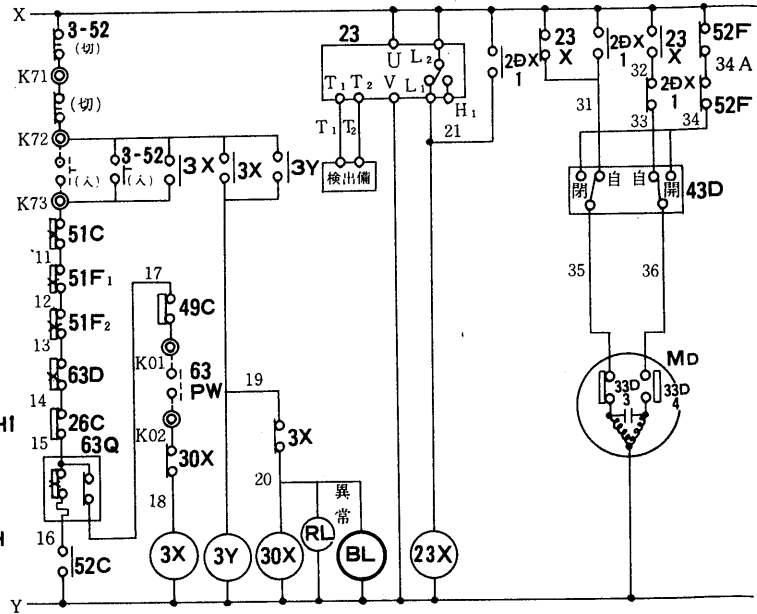 X
3-52
(切)
K71
(切)
K72
(入)
3-52
(入)
3X
3X
3Y
K73
51C
11
51F1
12
51F2
13
63D
14
26C
15
63Q
16
52C
H1
H
17
49C
K01
63
PW
K02
30X
18
3X
3Y
19
3X
20
異常
30X
RL
BL
23
U
L2
T1
T2
V
L1
H1
T1
T2
検出備
21
2DX
1
23X
23
X
2DX
1
31
23
X
32
2DX
1
33
52F
34A
52F
34
閉
自
自
開
43D
35
36
MD
33D
3
33D
4
Y